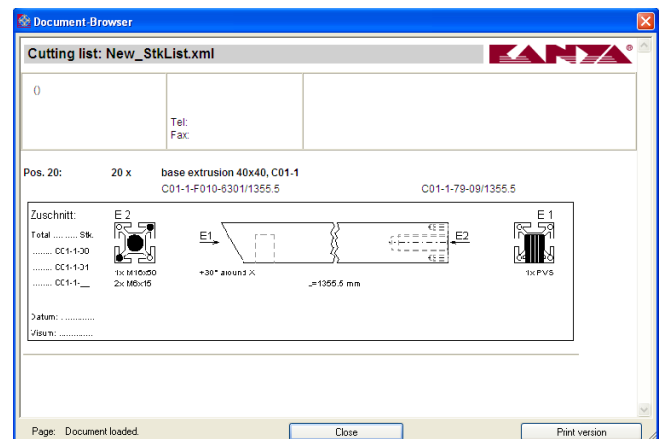 Document-Browser
Cutting list: New_StkList.xml
KANYA®
()
Tel:
Fax:
Pos. 20: 20 x base extrusion 40x40, C01-1
C01-1-F010-6301/1355.5 C01-1-79-09/1355.5
Zuschnitt: E 2 E 1
Total ......... Stk.
E1 E2
........ C01-1-00
........ C01-1-01
1x M16x50 +30° around X 1x PVS
........ C01-1-__ 2x M6x15 L=1355.5 mm
Datum: .............
Visum: .............
Page: Document loaded. Close Print version